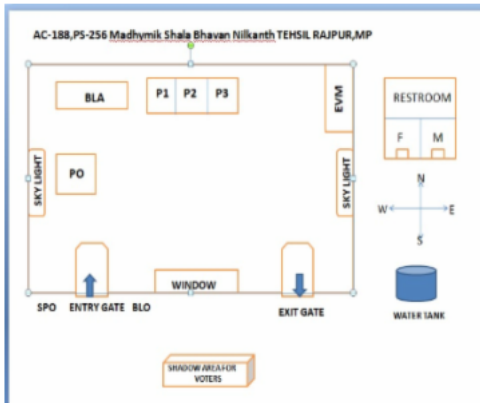 AC-188,PS-256 Madhymik Shala Bhavan Nilkanth TEHSIL RAJPUR,MP
BLA
P1 P2 P3
EVM
RESTROOM
F M
SKY LIGHT
PO
SKY LIGHT
N
W E
S
WINDOW
SPO ENTRY GATE BLO
EXIT GATE
WATER TANK
SHADOW AREA FOR
VOTERS